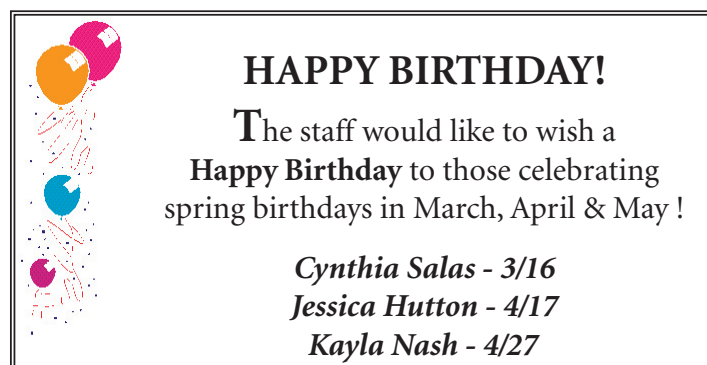 HAPPY BIRTHDAY!
The staff would like to wish a
Happy Birthday to those celebrating
spring birthdays in March, April & May !
Cynthia Salas - 3/16
Jessica Hutton - 4/17
Kayla Nash - 4/27